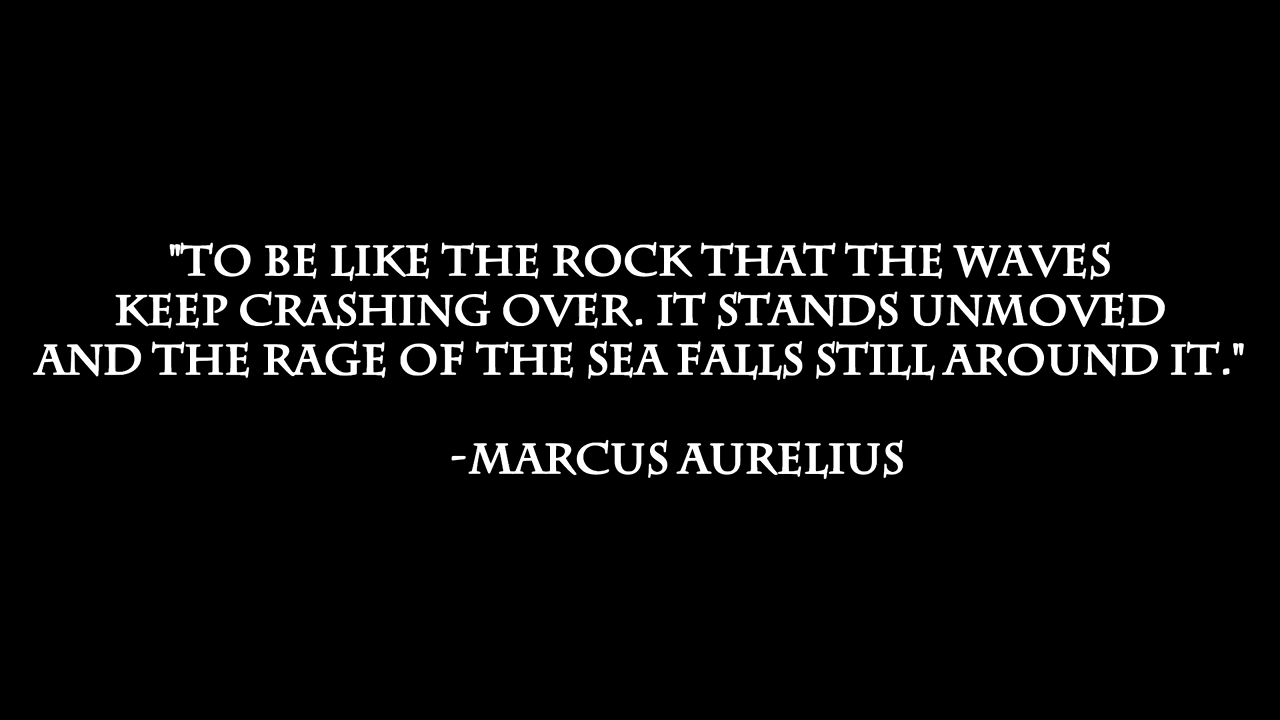 "TO BE LIKE THE ROCK THAT THE WAVES
KEEP CRASHING OVER. IT STANDS UNMOVED
AND THE RAGE OF THE SEA FALLS STILL AROUND IT."
-MARCUS AURELIUS